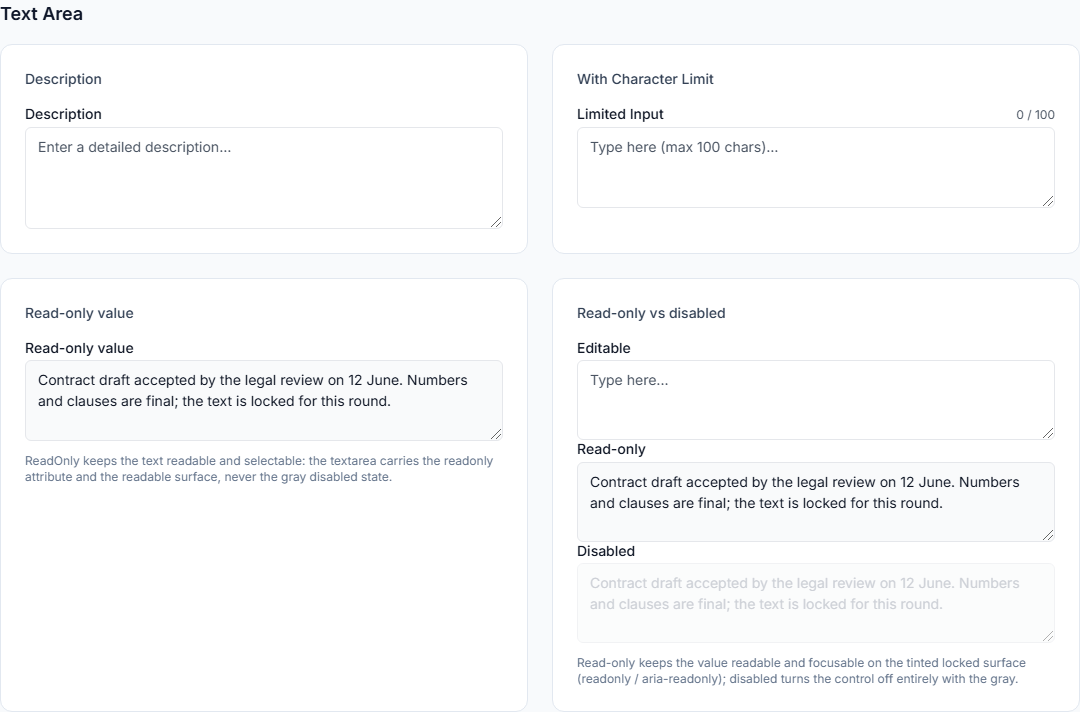 Text Area
Description
Description
Enter a detailed description...
With Character Limit
Limited Input
0 / 100
Type here (max 100 chars)...
Read-only value
Read-only value
Contract draft accepted by the legal review on 12 June. Numbers
and clauses are final; the text is locked for this round.
ReadOnly keeps the text readable and selectable: the textarea carries the readonly
attribute and the readable surface, never the gray disabled state.
Read-only vs disabled
Editable
Type here...
Read-only
Contract draft accepted by the legal review on 12 June. Numbers
and clauses are final; the text is locked for this round.
Disabled
Contract draft accepted by the legal review on 12 June. Numbers
and clauses are final; the text is locked for this round.
Read-only keeps the value readable and focusable on the tinted locked surface
(readonly / aria-readonly); disabled turns the control off entirely with the gray.